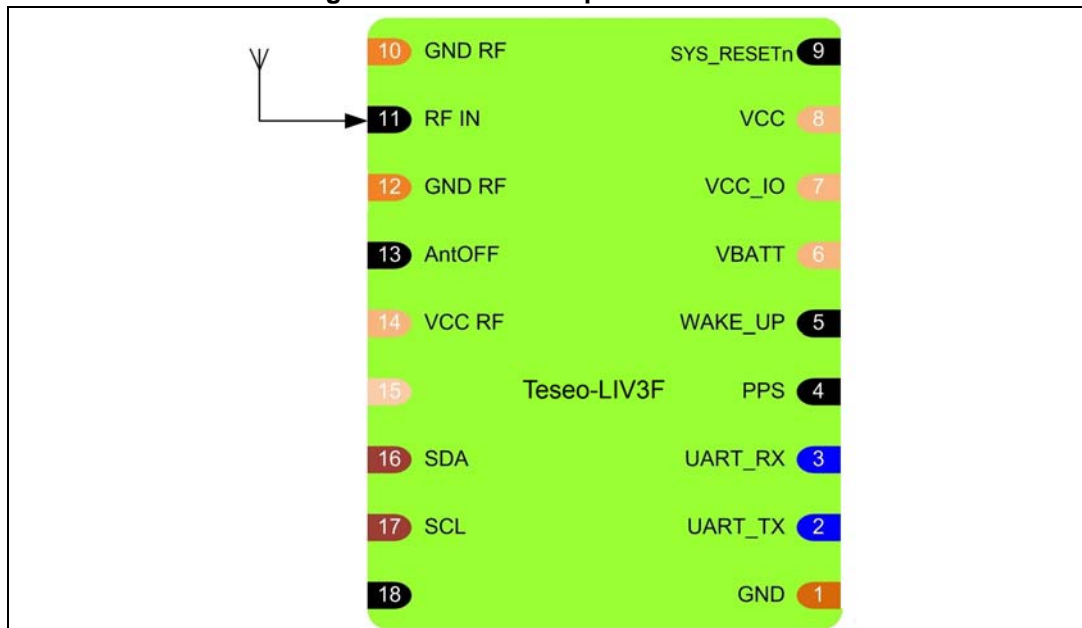 10 GND RF
SYS_RESETn 9
11 RF IN
VCC 8
12 GND RF
VCC_IO 7
13 AntOFF
VBATT 6
14 VCC RF
WAKE_UP 5
15
Teseo-LIV3F
PPS 4
16 SDA
UART_RX 3
17 SCL
UART_TX 2
18
GND 1